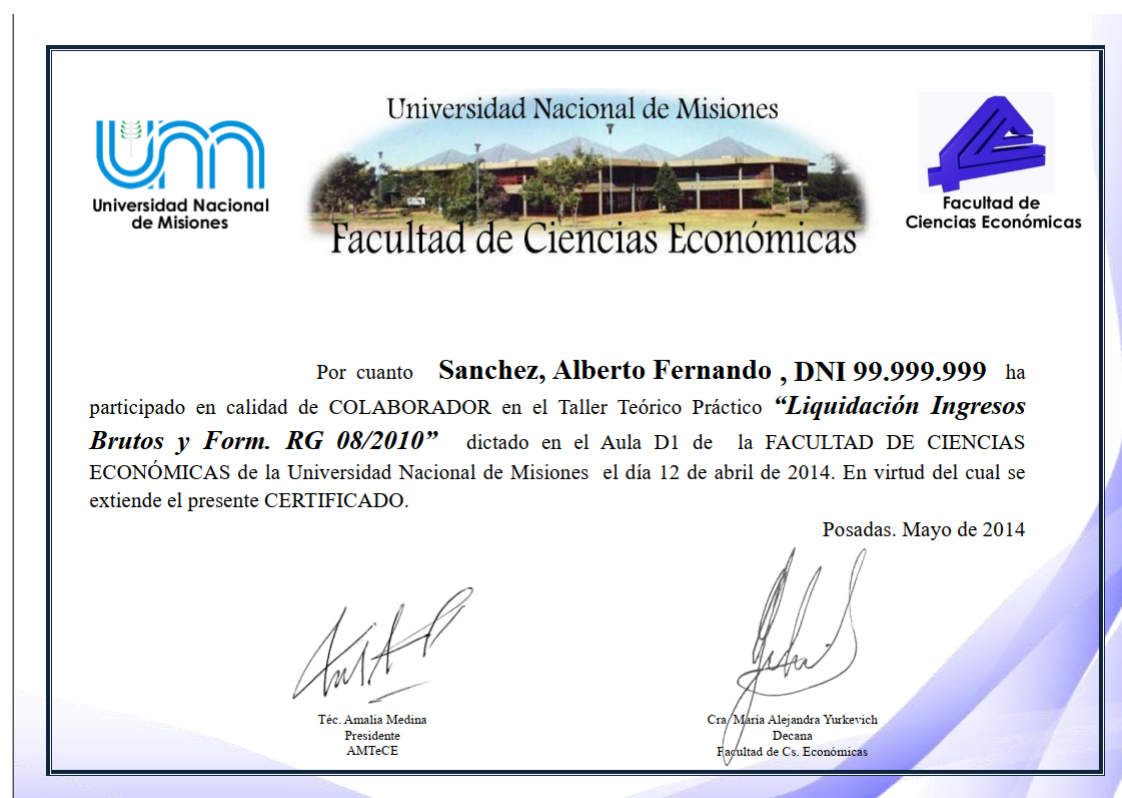 Universidad Nacional de Misiones
um
Universidad Nacional
de Misiones
Facultad de Ciencias Económicas
Facultad de
Ciencias Económicas
Por cuanto Sanchez, Alberto Fernando , DNI 99.999.999 ha
participado en calidad de COLABORADOR en el Taller Teórico Práctico “Liquidación Ingresos
Brutos y Form. RG 08/2010” dictado en el Aula D1 de la FACULTAD DE CIENCIAS
ECONÓMICAS de la Universidad Nacional de Misiones el día 12 de abril de 2014. En virtud del cual se
extiende el presente CERTIFICADO.
Posadas. Mayo de 2014
Téc. Amalia Medina
Presidente
AMTeCE
Cra. María Alejandra Yurkevich
Decana
Facultad de Cs. Económicas